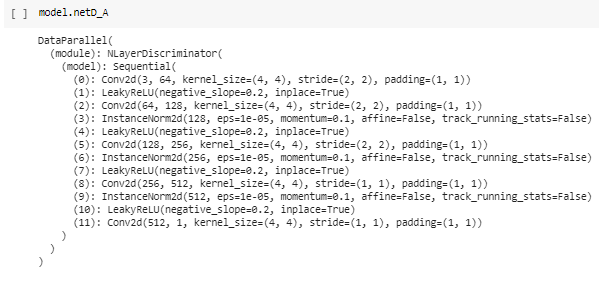 [ ] model.netD_A
DataParallel(
(module): NLayerDiscriminator(
(model): Sequential(
(0): Conv2d(3, 64, kernel_size=(4, 4), stride=(2, 2), padding=(1, 1))
(1): LeakyReLU(negative_slope=0.2, inplace=True)
(2): Conv2d(64, 128, kernel_size=(4, 4), stride=(2, 2), padding=(1, 1))
(3): InstanceNorm2d(128, eps=1e-05, momentum=0.1, affine=False, track_running_stats=False)
(4): LeakyReLU(negative_slope=0.2, inplace=True)
(5): Conv2d(128, 256, kernel_size=(4, 4), stride=(2, 2), padding=(1, 1))
(6): InstanceNorm2d(256, eps=1e-05, momentum=0.1, affine=False, track_running_stats=False)
(7): LeakyReLU(negative_slope=0.2, inplace=True)
(8): Conv2d(256, 512, kernel_size=(4, 4), stride=(1, 1), padding=(1, 1))
(9): InstanceNorm2d(512, eps=1e-05, momentum=0.1, affine=False, track_running_stats=False)
(10): LeakyReLU(negative_slope=0.2, inplace=True)
(11): Conv2d(512, 1, kernel_size=(4, 4), stride=(1, 1), padding=(1, 1))
)
)
)